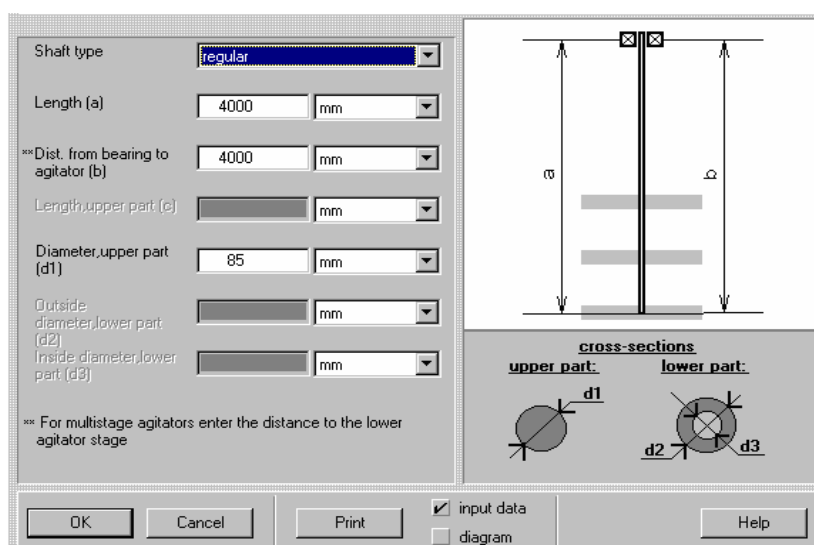 Shaft type
regular
Length (a)
4000
mm
**Dist. from bearing to
agitator (b)
4000
mm
Length,upper part (c)
mm
Diameter,upper part
(d1)
85
mm
Outside
diameter,lower part
(d2)
mm
Inside diameter,lower
part (d3)
mm
** For multistage agitators enter the distance to the lower
agitator stage
a
b
cross-sections
upper part:
lower part:
d1
d2
d3
OK
Cancel
Print
input data
diagram
Help